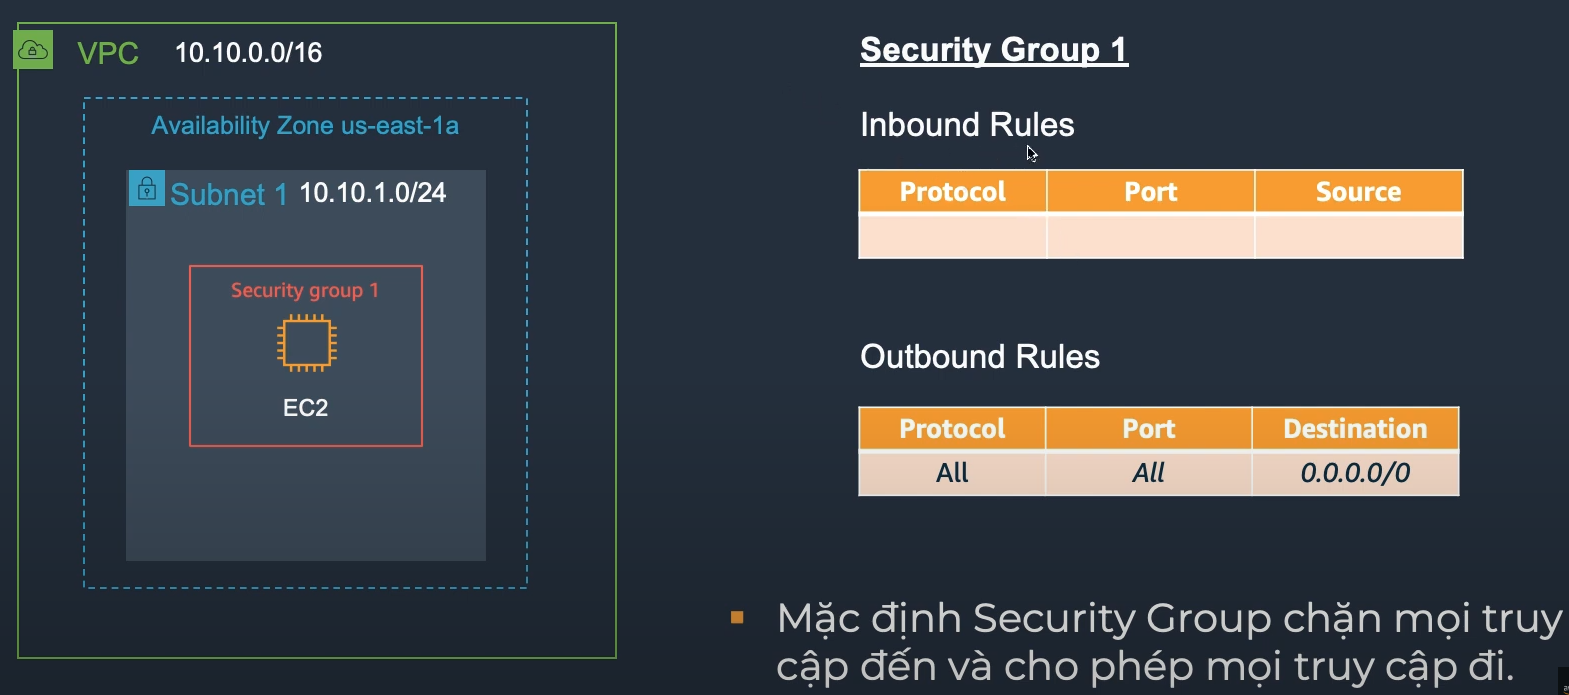 VPC 10.10.0.0/16
Availability Zone us-east-1a
Subnet 1 10.10.1.0/24
Security group 1
EC2
Security Group 1
Inbound Rules
Protocol Port Source
Outbound Rules
Protocol Port Destination
All All 0.0.0.0/0
Mặc định Security Group chặn mọi truy
cập đến và cho phép mọi truy cập đi.